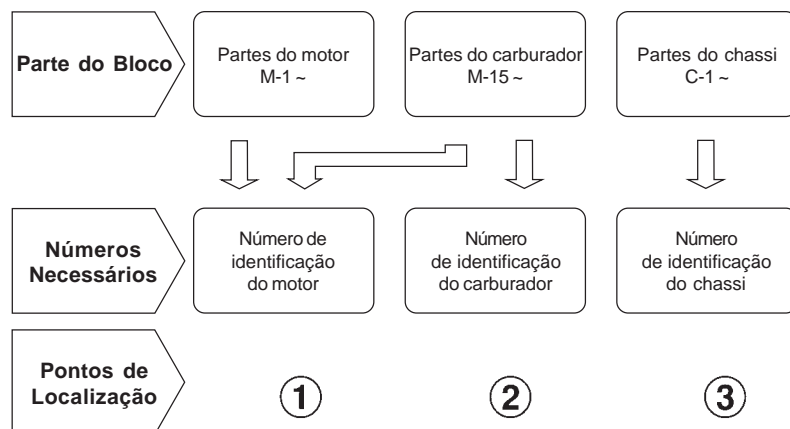 Parte do Bloco
Partes do motor
M-1 ~
Partes do carburador
M-15 ~
Partes do chassi
C-1 ~
Números
Necessários
Número de
identificação
do motor
Número
de identificação
do carburador
Número
de identificação
do chassi
Pontos de
Localização
1
2
3